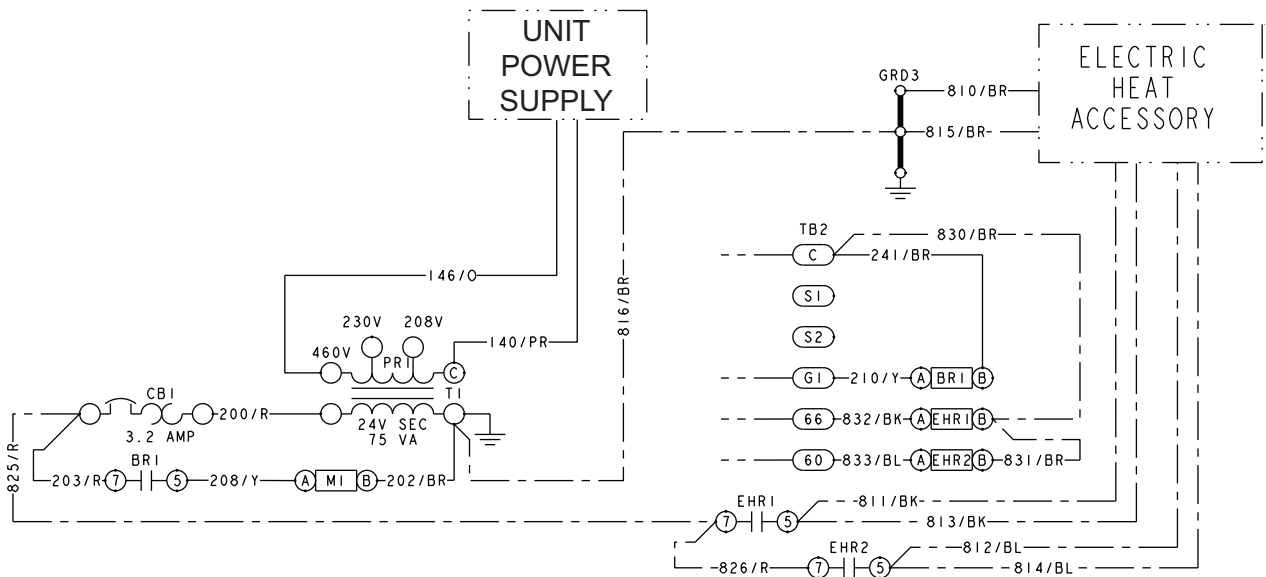 UNIT
POWER
SUPPLY
ELECTRIC
HEAT
ACCESSORY
GRD3
810/BR
815/BR
TB2
830/BR
C
241/BR
146/O
816/BR
S1
230V
208V
S2
140/PR
460V
PR1
C
G1
210/Y
A
BR1
B
CB1
T1
200/R
24V SEC
75 VA
3.2 AMP
66
832/BK
A
EHR1
B
825/R
BR1
60
833/BL
A
EHR2
B
831/BR
203/R
7
5
208/Y
A
M1
B
202/BR
EHR1
811/BK
7
5
813/BK
EHR2
812/BL
826/R
7
5
814/BL